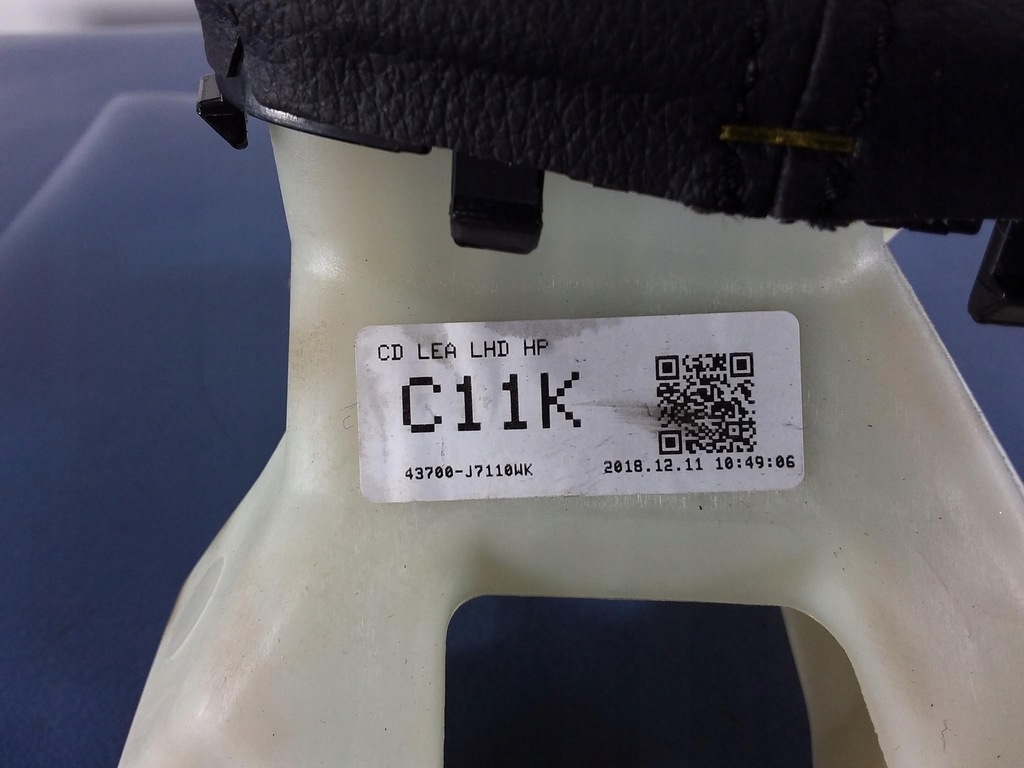 CD LEA LHD HP
C11K
43700-J7110WK 2018.12.11 10:49:06